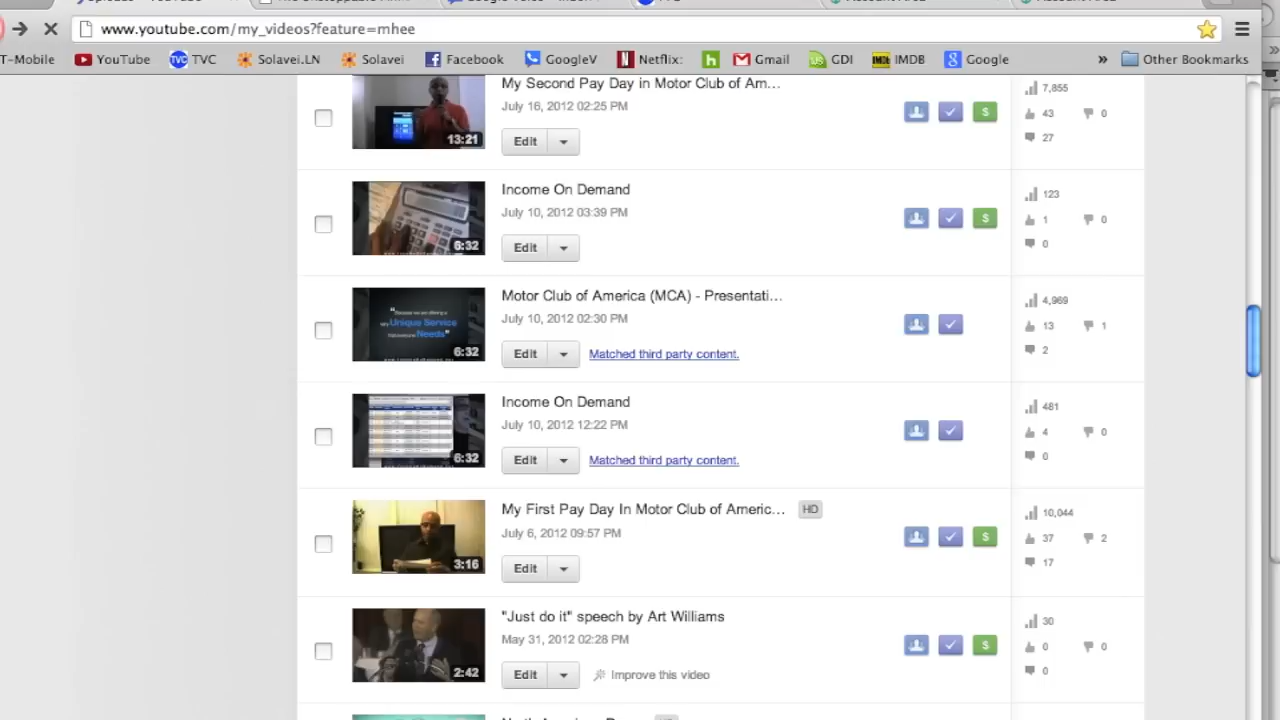 www.youtube.com/my_videos?feature=mhee
T-Mobile YouTube TVC Solavei.LN Solavei Facebook GoogleV Netflix: Gmail GDI IMDB Google » Other Bookmarks
My Second Pay Day in Motor Club of Am...
July 16, 2012 02:25 PM
Edit
13:21
7,855
43 0
27
Income On Demand
July 10, 2012 03:39 PM
Edit
6:32
123
1 0
0
Motor Club of America (MCA) - Presentati...
July 10, 2012 02:30 PM
Edit Matched third party content.
Unique Service
Needs"
6:32
4,969
13 1
2
Income On Demand
July 10, 2012 12:22 PM
Edit Matched third party content.
6:32
481
4 0
0
My First Pay Day In Motor Club of Americ... HD
July 6, 2012 09:57 PM
Edit
3:16
10,044
37 2
17
"Just do it" speech by Art Williams
May 31, 2012 02:28 PM
Edit Improve this video
2:42
30
0 0
0